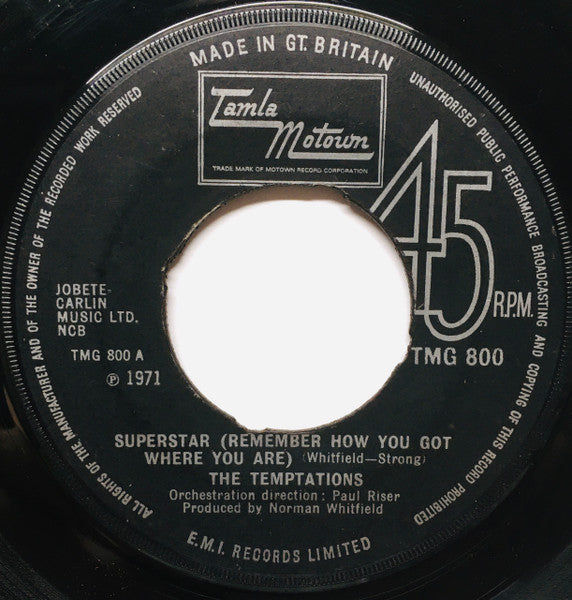 MADE IN GT. BRITAIN
Tamla
Motown
TRADE MARK OF MOTOWN RECORD CORPORATION
45
R.P.M.
TMG 800
JOBETE-
CARLIN
MUSIC LTD.
NCB
TMG 800 A
℗ 1971
SUPERSTAR (REMEMBER HOW YOU GOT
WHERE YOU ARE) (Whitfield—Strong)
THE TEMPTATIONS
Orchestration direction : Paul Riser
Produced by Norman Whitfield
E.M.I. RECORDS LIMITED
ALL RIGHTS OF THE MANUFACTURER AND OF THE OWNER OF THE RECORDED WORK RESERVED
UNAUTHORISED PUBLIC PERFORMANCE BROADCASTING AND COPYING OF THIS RECORD PROHIBITED